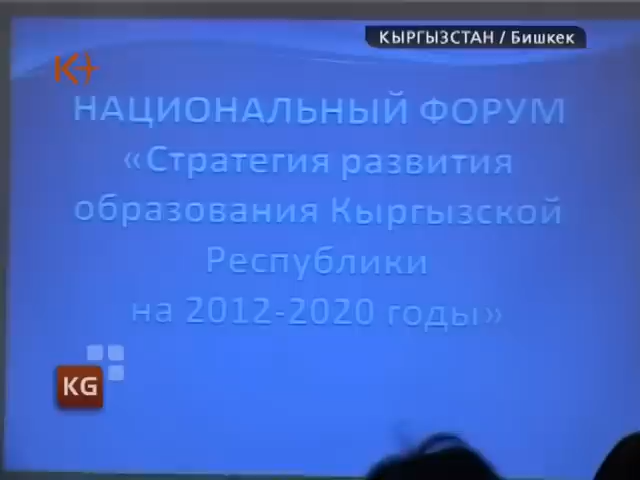 КЫРГЫЗСТАН / Бишкек
K+
НАЦИОНАЛЬНЫЙ ФОРУМ
«Стратегия развития
образования Кыргызской
Республики
на 2012-2020 годы»
KG